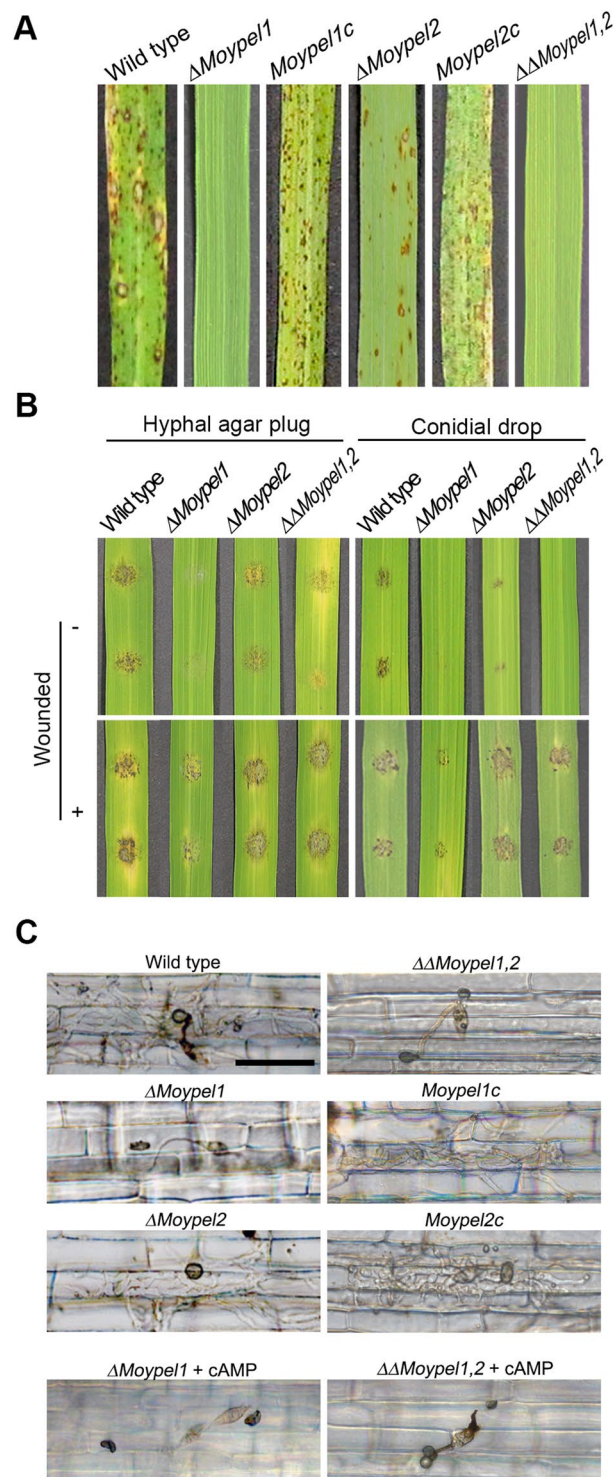 A
Wild type ΔMoypel1 Moypel1c ΔMoypel2 Moypel2c ΔΔMoypel1,2
B
Hyphal agar plug Conidial drop
Wild type ΔMoypel1 ΔMoypel2 ΔΔMoypel1,2 Wild type ΔMoypel1 ΔMoypel2 ΔΔMoypel1,2
-
Wounded
+
C
Wild type ΔΔMoypel1,2
ΔMoypel1 Moypel1c
ΔMoypel2 Moypel2c
ΔMoypel1 + cAMP ΔΔMoypel1,2 + cAMP